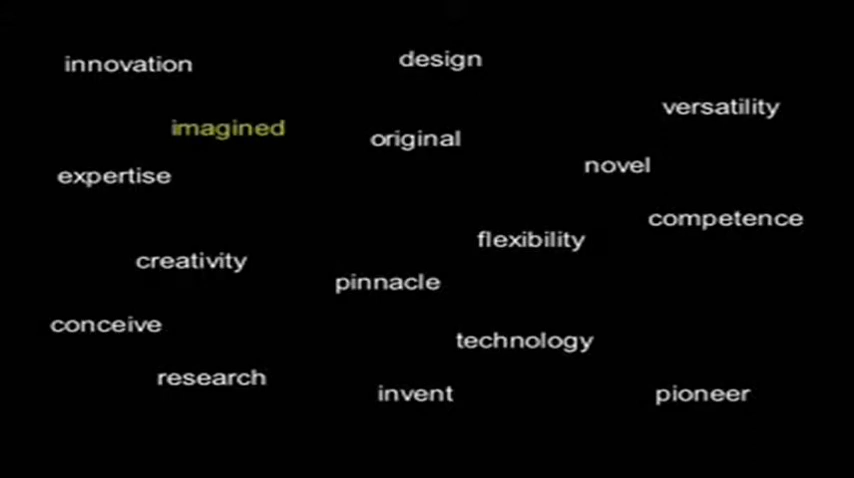 innovation
design
versatility
imagined
original
novel
expertise
competence
flexibility
creativity
pinnacle
conceive
technology
research
invent
pioneer